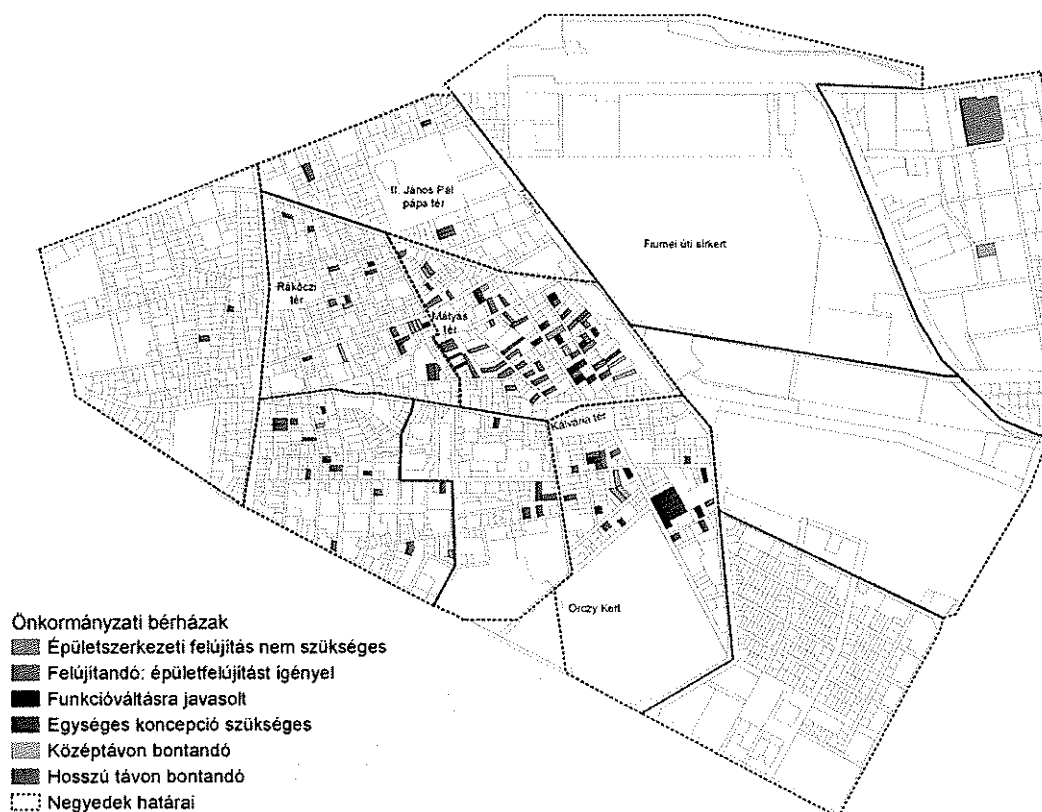 II. János Pál
pápa tér
Fiumei úti sírkert
Rákóczi
tér
Mátyás
tér
Kálvária tér
Orczy Kert
Önkormányzati bérházak
Épületszerkezeti felújítás nem szükséges
Felújítandó: épületfelújítást igényel
Funkcióváltásra javasolt
Egységes koncepció szükséges
Középtávon bontandó
Hosszú távon bontandó
Negyedek határai